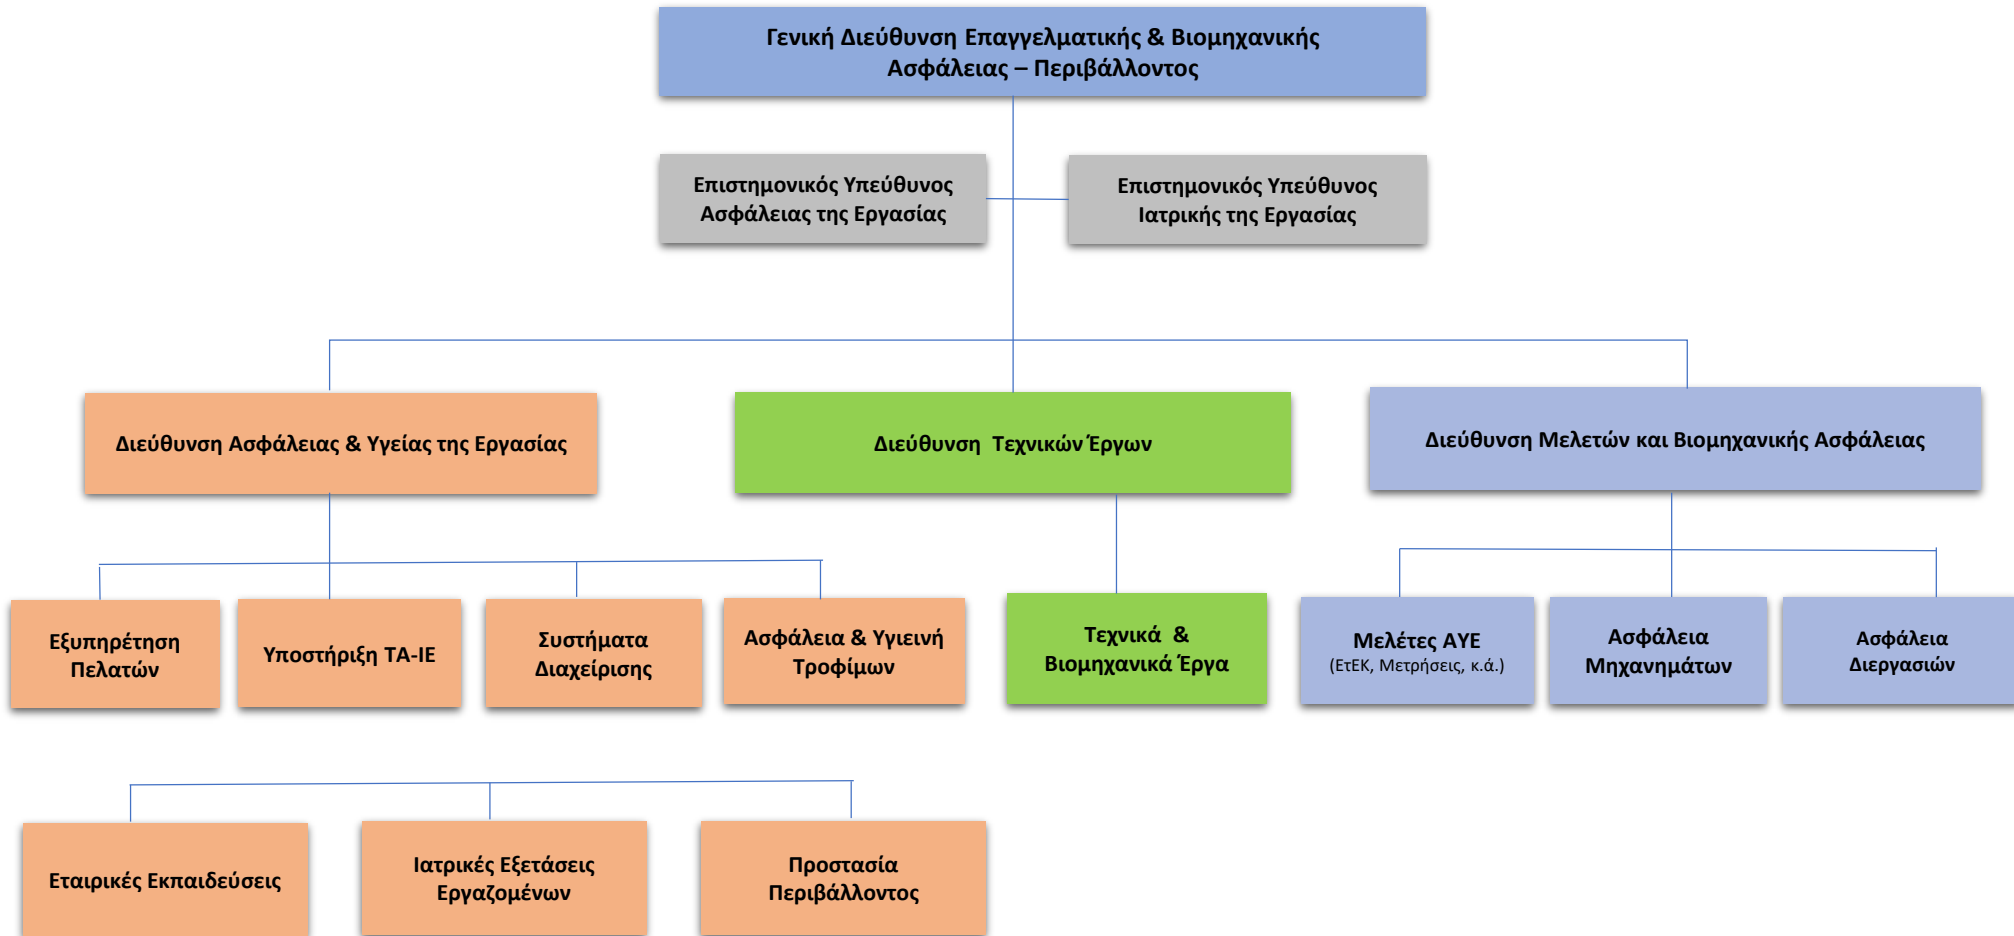 Γενική Διεύθυνση Επαγγελματικής & Βιομηχανικής
Ασφάλειας – Περιβάλλοντος
Επιστημονικός Υπεύθυνος
Ασφάλειας της Εργασίας
Επιστημονικός Υπεύθυνος
Ιατρικής της Εργασίας
Διεύθυνση Ασφάλειας & Υγείας της Εργασίας
Διεύθυνση Τεχνικών Έργων
Διεύθυνση Μελετών και Βιομηχανικής Ασφάλειας
Εξυπηρέτηση
Πελατών
Υποστήριξη ΤΑ-ΙΕ
Συστήματα
Διαχείρισης
Ασφάλεια & Υγιεινή
Τροφίμων
Τεχνικά &
Βιομηχανικά Έργα
Μελέτες ΑΥΕ
(ΕτΕΚ, Μετρήσεις, κ.ά.)
Ασφάλεια
Μηχανημάτων
Ασφάλεια
Διεργασιών
Εταιρικές Εκπαιδεύσεις
Ιατρικές Εξετάσεις
Εργαζομένων
Προστασία
Περιβάλλοντος